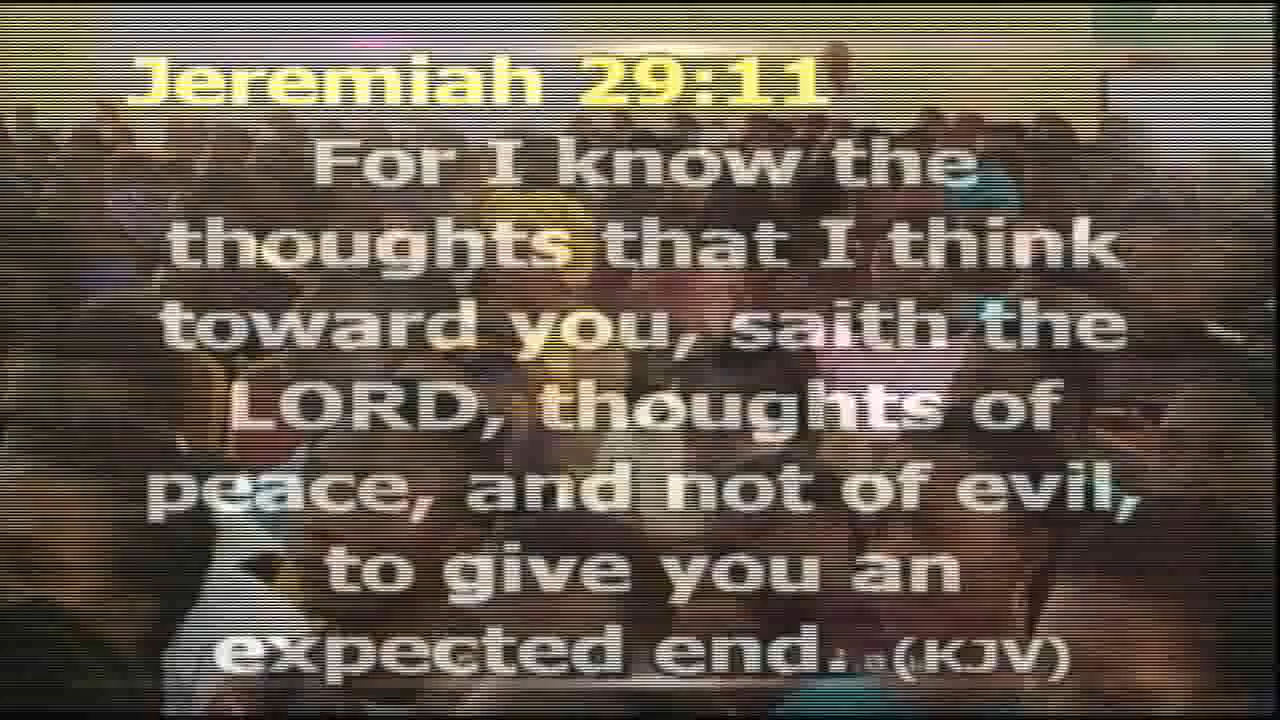 Jeremiah 29:11
For I know the
thoughts that I think
toward you, saith the
LORD, thoughts of
peace, and not of evil,
to give you an
expected end. (KJV)